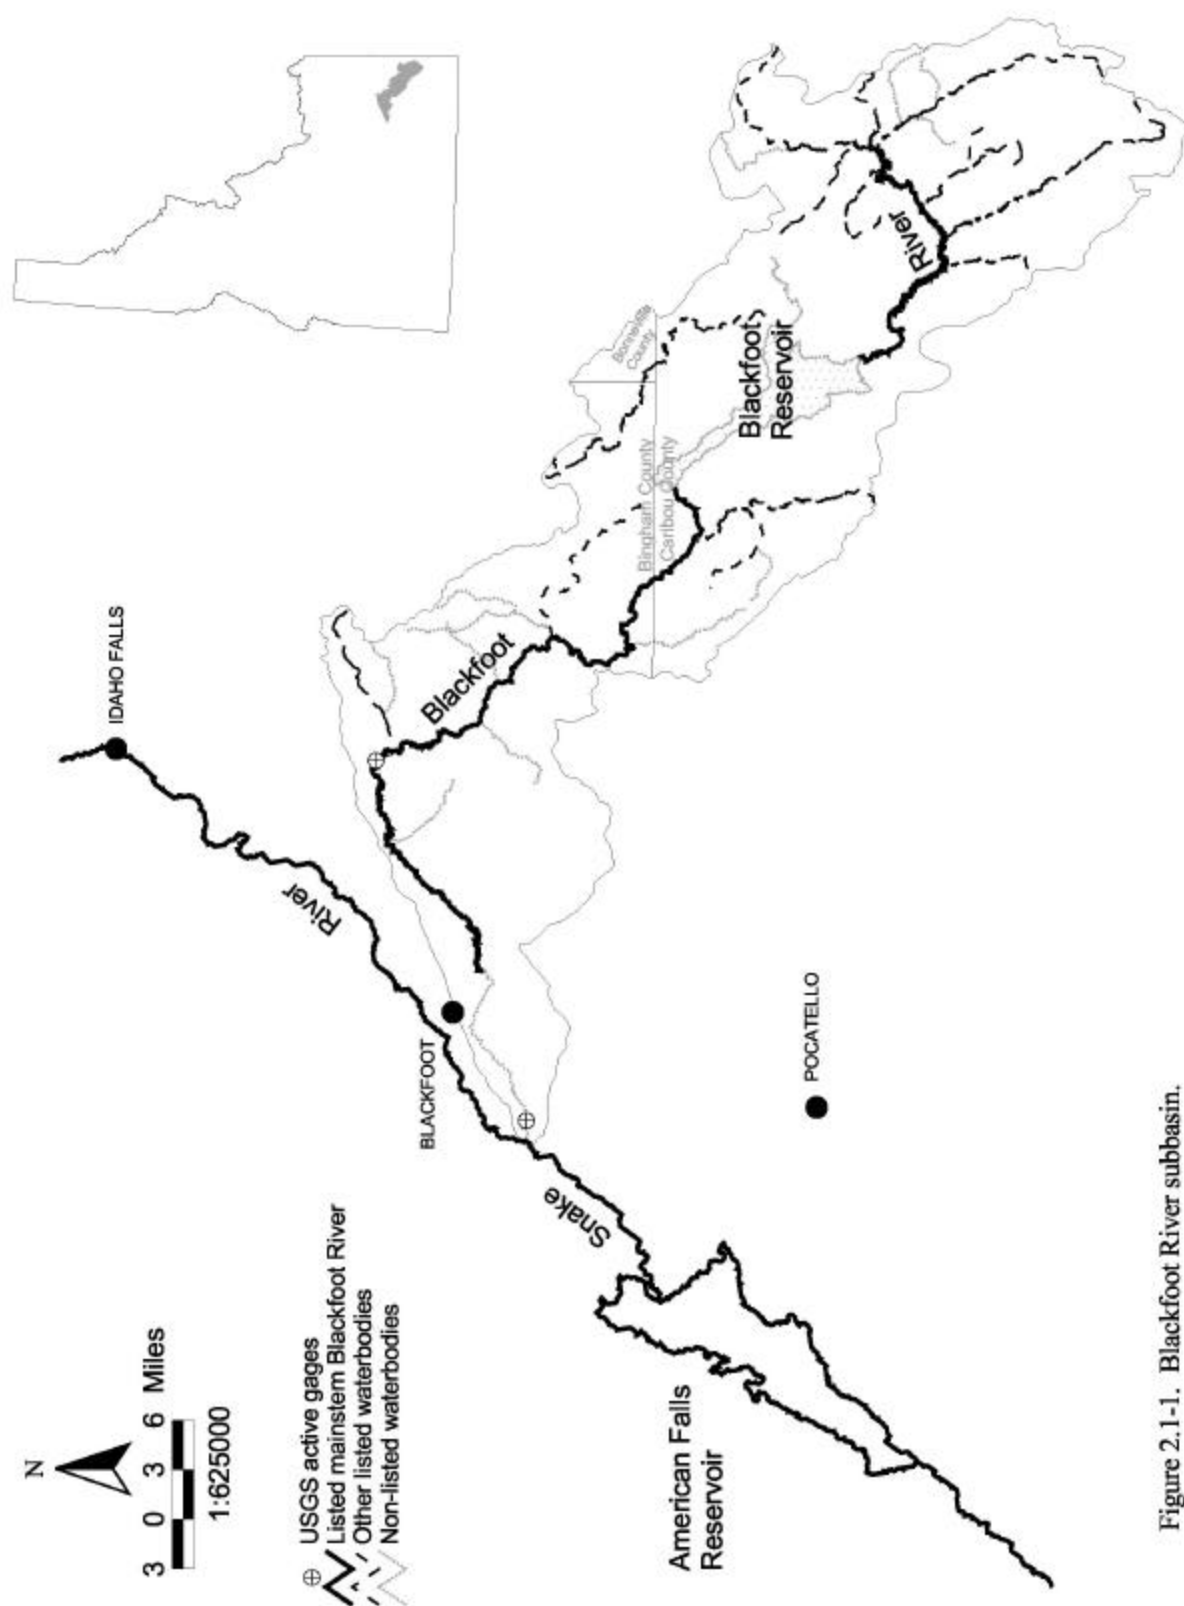 N
3 0 3 6 Miles
1:625000
USGS active gages
Listed mainstem Blackfoot River
Other listed waterbodies
Non-listed waterbodies
IDAHO FALLS
River
BLACKFOOT
Snake
American Falls
Reservoir
POCATELLO
Blackfoot
Bonneville
County
Bingham County
Caribou County
Blackfoot
Reservoir
River
Figure 2.1-1. Blackfoot River subbasin.